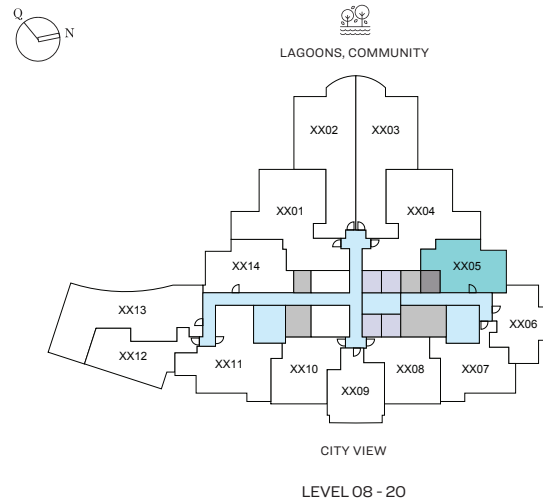 Q
N
LAGOONS, COMMUNITY
XX02
XX03
XX01
XX04
XX14
XX05
XX13
XX06
XX12
XX11
XX10
XX09
XX08
XX07
CITY VIEW
LEVEL 08 - 20